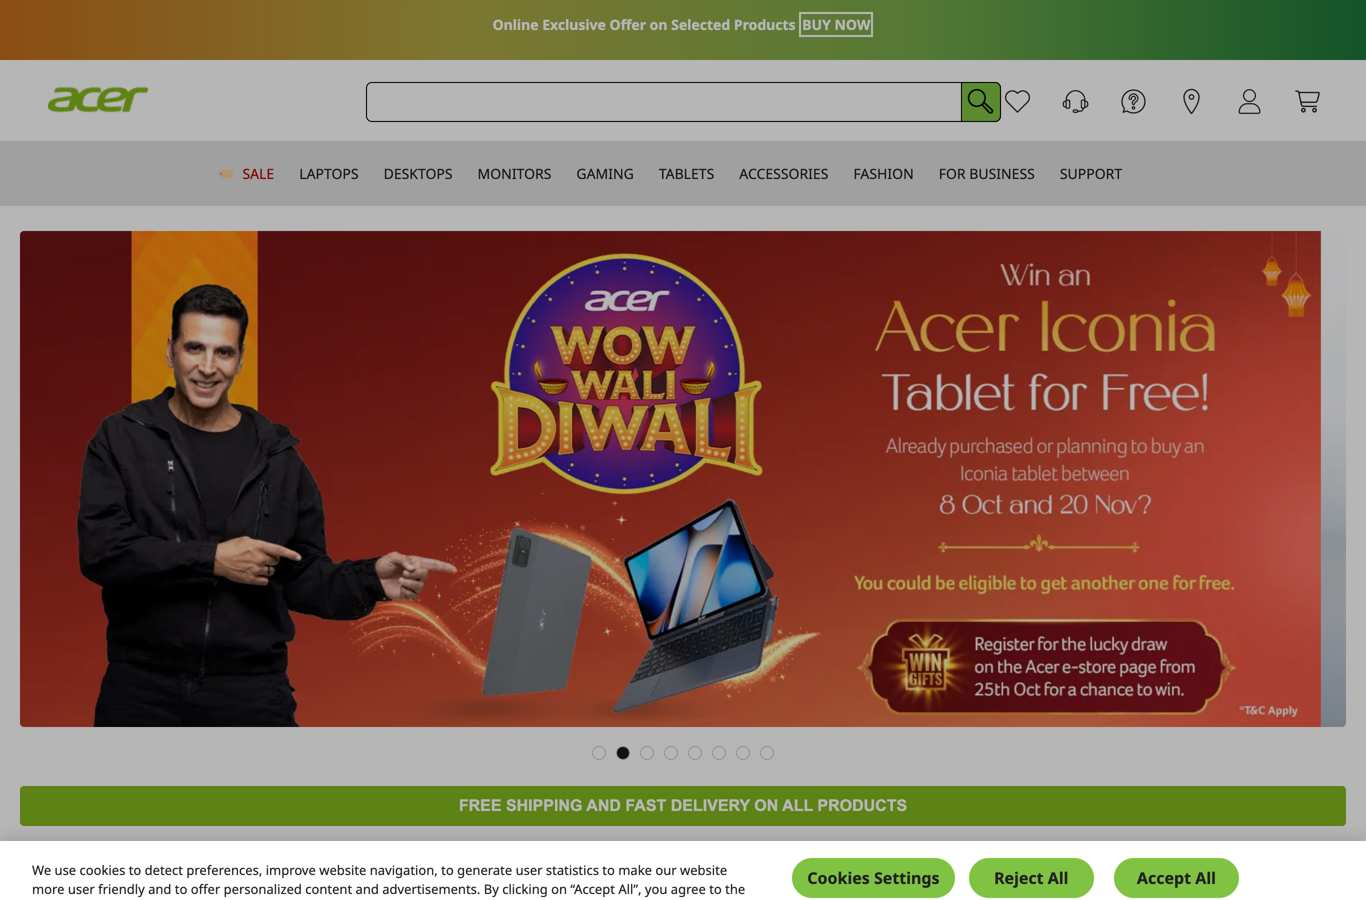 Online Exclusive Offer on Selected Products BUY NOW
acer
SALE LAPTOPS DESKTOPS MONITORS GAMING TABLETS ACCESSORIES FASHION FOR BUSINESS SUPPORT
acer
WOW
WALI
DIWALI
Win an
Acer Iconia
Tablet for Free!
Already purchased or planning to buy an
Iconia tablet between
8 Oct and 20 Nov?
You could be eligible to get another one for free.
WIN
GIFTS
Register for the lucky draw
on the Acer e-store page from
25th Oct for a chance to win.
*T&C Apply
FREE SHIPPING AND FAST DELIVERY ON ALL PRODUCTS
We use cookies to detect preferences, improve website navigation, to generate user statistics to make our website
more user friendly and to offer personalized content and advertisements. By clicking on “Accept All”, you agree to the
Cookies Settings Reject All Accept All